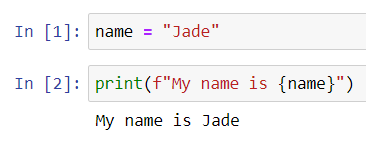 In [1]: name = "Jade"
In [2]: print(f"My name is {name}")
My name is Jade